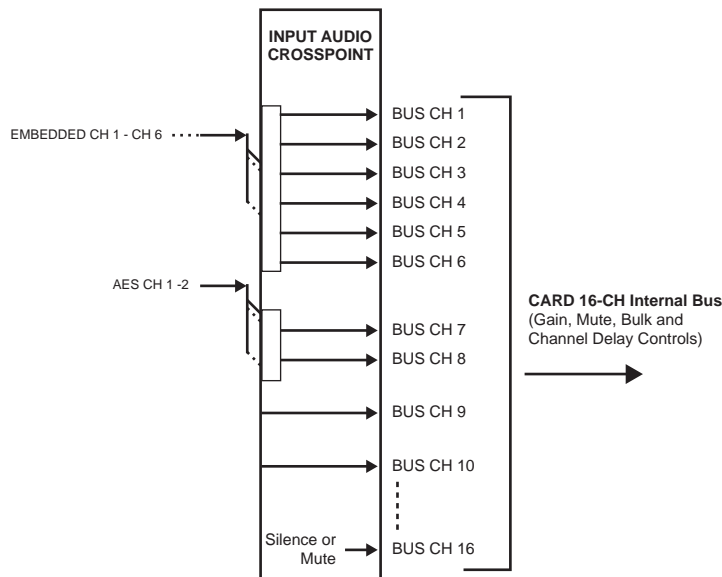 INPUT AUDIO
CROSSPOINT
EMBEDDED CH 1 - CH 6
BUS CH 1
BUS CH 2
BUS CH 3
BUS CH 4
BUS CH 5
BUS CH 6
AES CH 1 -2
BUS CH 7
BUS CH 8
BUS CH 9
BUS CH 10
Silence or
Mute
BUS CH 16
CARD 16-CH Internal Bus
(Gain, Mute, Bulk and
Channel Delay Controls)